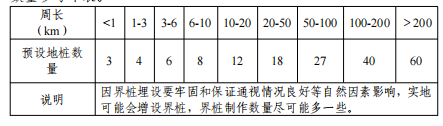 周长
(km)
<1 1-3 3-6 6-10 10-20 20-50 50-100 100-200 >200
预设地桩数
量
3 4 6 8 12 18 27 40 60
说明
因界桩埋设要牢固和保证通视情况良好等自然因素影响，实地
可能会增设界桩，界桩制作数量尽可能多一些。